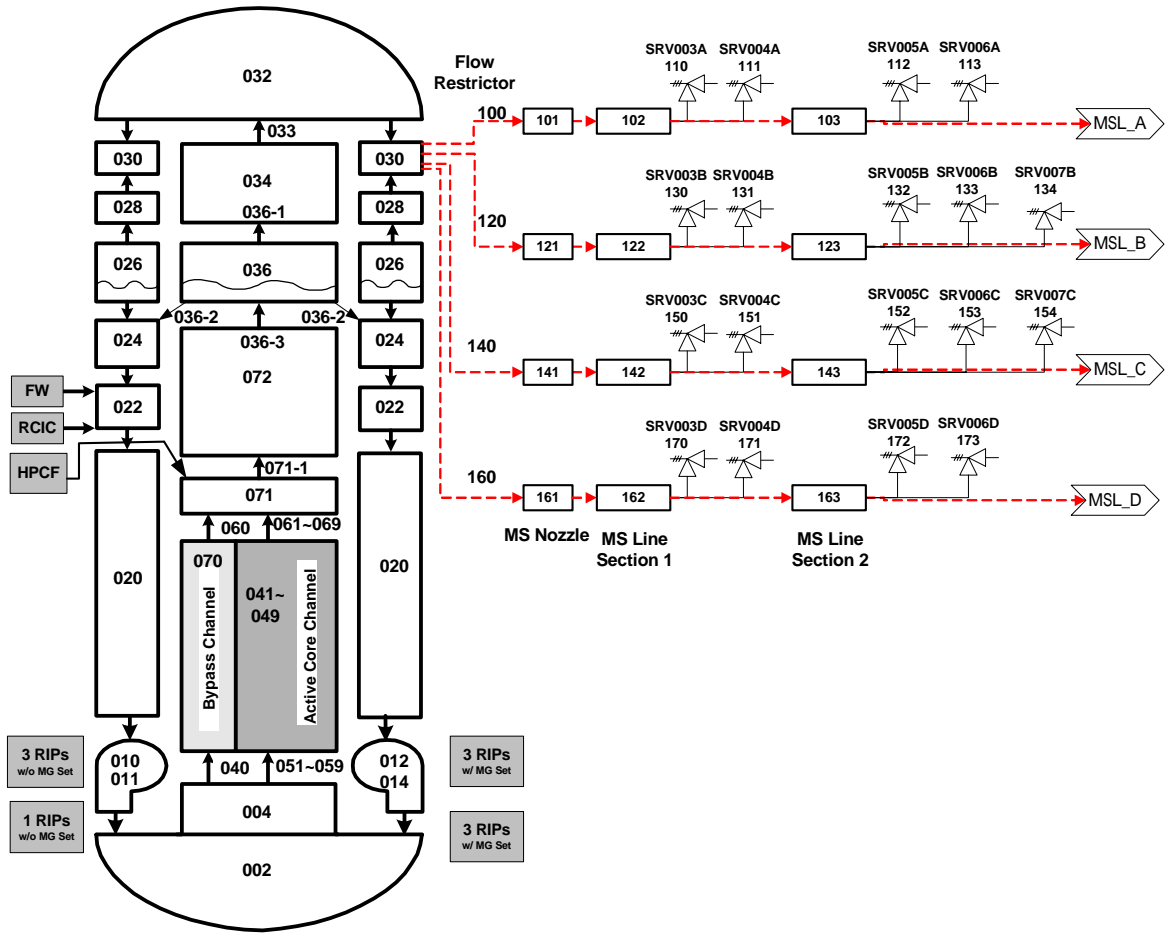 032
033
030
034
030
028
036-1
028
026
036
026
036-2
036-2
024
036-3
024
072
FW
022
022
RCIC
HPCF
071-1
071
060
061~069
020
070
041~
049
020
Bypass Channel
Active Core Channel
3 RIPs
w/o MG Set
010
011
040
051~059
012
014
3 RIPs
w/ MG Set
1 RIPs
w/o MG Set
004
3 RIPs
w/ MG Set
002
Flow
Restrictor
SRV003A
110
SRV004A
111
SRV005A
112
SRV006A
113
100
101
102
103
MSL_A
SRV003B
130
SRV004B
131
SRV005B
132
SRV006B
133
SRV007B
134
120
121
122
123
MSL_B
SRV003C
150
SRV004C
151
SRV005C
152
SRV006C
153
SRV007C
154
140
141
142
143
MSL_C
SRV003D
170
SRV004D
171
SRV005D
172
SRV006D
173
160
161
162
163
MSL_D
MS Nozzle
MS Line
Section 1
MS Line
Section 2